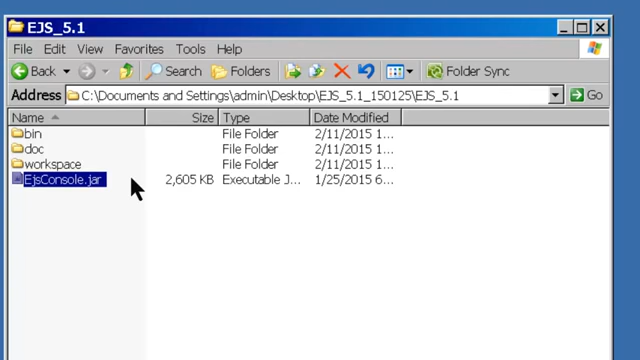 EJS_5.1
File Edit View Favorites Tools Help
Back Search Folders Folder Sync
Address C:\Documents and Settings\admin\Desktop\EJS_5.1_150125\EJS_5.1 Go
Name Size Type Date Modified
bin File Folder 2/11/2015 1...
doc File Folder 2/11/2015 1...
workspace File Folder 2/11/2015 1...
EjsConsole.jar 2,605 KB Executable J... 1/25/2015 6...